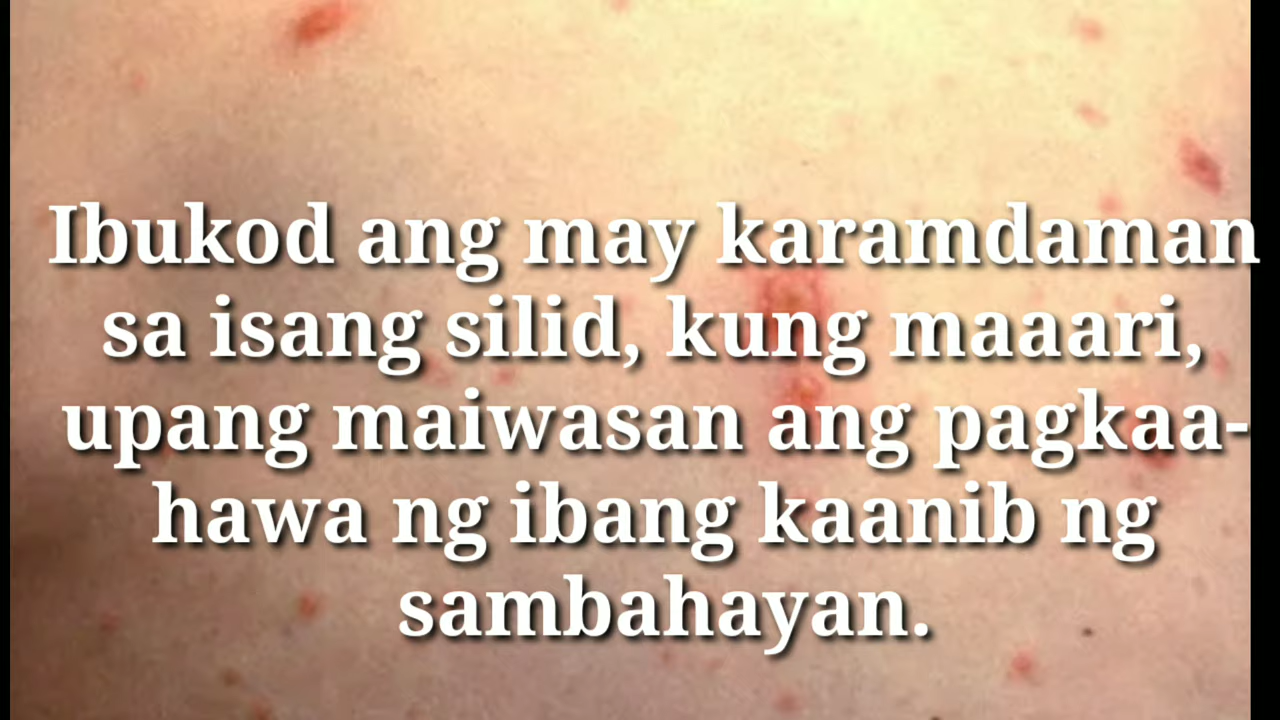 Ibukod ang may karamdaman
sa isang silid, kung maaari,
upang maiwasan ang pagkaa-
hawa ng ibang kaanib ng
sambahayan.